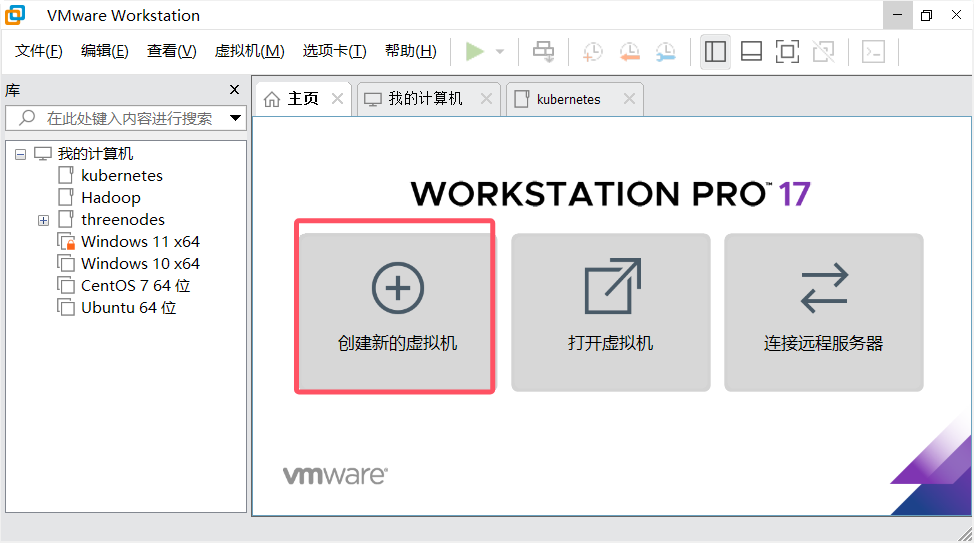 VMware Workstation
文件(F) 编辑(E) 查看(V) 虚拟机(M) 选项卡(T) 帮助(H)
库
在此处键入内容进行搜索
我的计算机
kubernetes
Hadoop
threenodes
Windows 11 x64
Windows 10 x64
CentOS 7 64 位
Ubuntu 64 位
主页 我的计算机 kubernetes
WORKSTATION PRO™ 17
创建新的虚拟机 打开虚拟机 连接远程服务器
vmware®